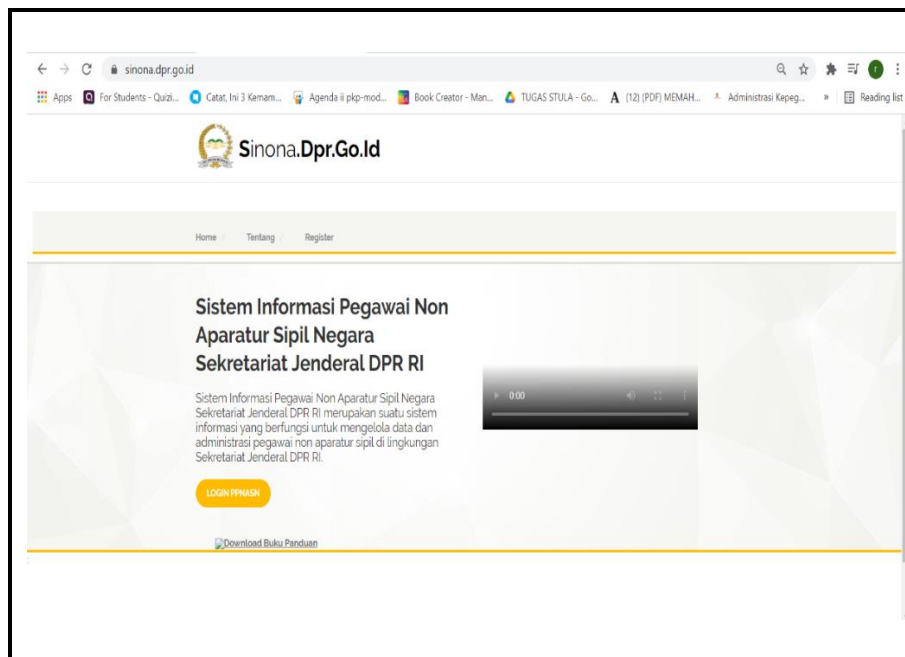 sinona.dpr.go.id
Apps For Students - Quizi... Catat, Ini 3 Kemam... Agenda ii pkp-mod... Book Creator - Man... TUGAS STULA - Go... (12) (PDF) MEMAH... Administrasi Kepeg... » Reading list
Sinona.Dpr.Go.Id
Home / Tentang / Register
Sistem Informasi Pegawai Non
Aparatur Sipil Negara
Sekretariat Jenderal DPR RI
Sistem Informasi Pegawai Non Aparatur Sipil Negara
Sekretariat Jenderal DPR RI merupakan suatu sistem
informasi yang berfungsi untuk mengelola data dan
administrasi pegawai non aparatur sipil di lingkungan
Sekretariat Jenderal DPR RI.
0:00
LOGIN PPNASN
Download Buku Panduan